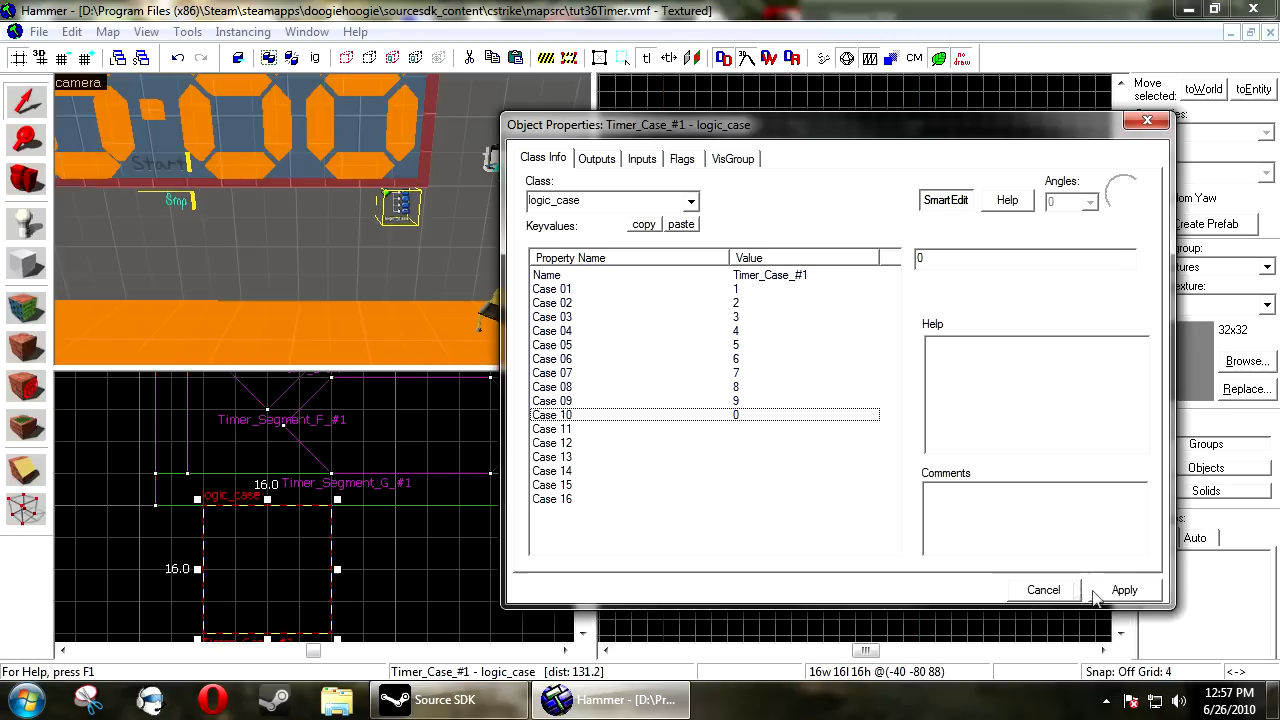 Hammer - [D:\Program Files (x86)\Steam\steamapps\doogiehoogie\sourcesdk_content\cstrike\mapsrc\tut36Timer.vmf - Textured]
File Edit Map View Tools Instancing Window Help
3D ig tl CM no draw
camera
Start
Stop
Move selected:
toWorld toEntity
Object Properties: Timer_Case_#1 - logic_case
Class Info Outputs Inputs Flags VisGroup
Class:
logic_case
SmartEdit Help
Angles:
0
Keyvalues: copy paste
Property Name Value
0
Name Timer_Case_#1
Case 01 1
Case 02 2
Case 03 3
Case 04 4
Case 05 5
Case 06 6
Case 07 7
Case 08 8
Case 09 9
Case 10 0
Case 11
Case 12
Case 13
Case 14
Case 15
Case 16
Help
Comments
Cancel Apply
Create Prefab
group:
32x32
Browse...
Replace...
Groups
Objects
Solids
Auto
Timer_Segment_F_#1
Timer_Segment_G_#1
16.0
logic_case
16.0
For Help, press F1 Timer_Case_#1 - logic_case [dist: 131.2] 16w 16l 16h @(-40 -80 88) Snap: Off Grid: 4 <->
Source SDK Hammer - [D:\Pr...
12:57 PM
6/26/2010